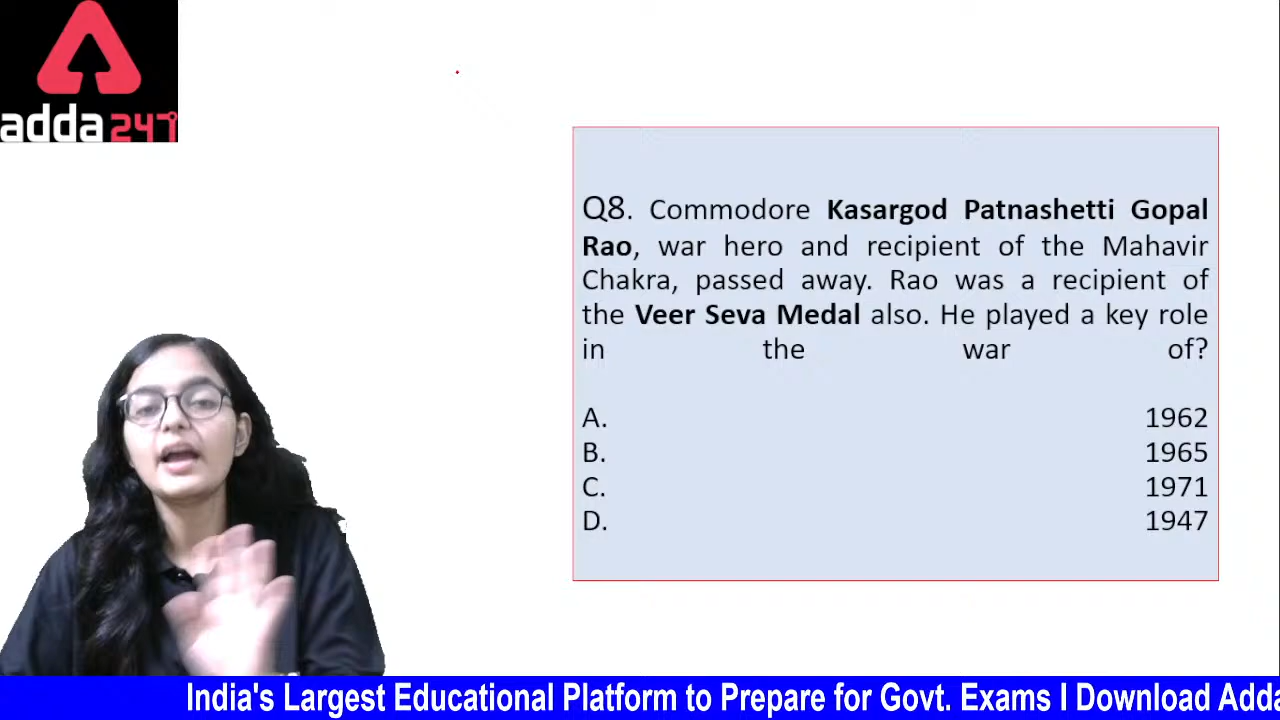 adda 247
Q8. Commodore Kasargod Patnashetti Gopal
Rao, war hero and recipient of the Mahavir
Chakra, passed away. Rao was a recipient of
the Veer Seva Medal also. He played a key role
in the war of?
A. 1962
B. 1965
C. 1971
D. 1947
India's Largest Educational Platform to Prepare for Govt. Exams I Download Adda